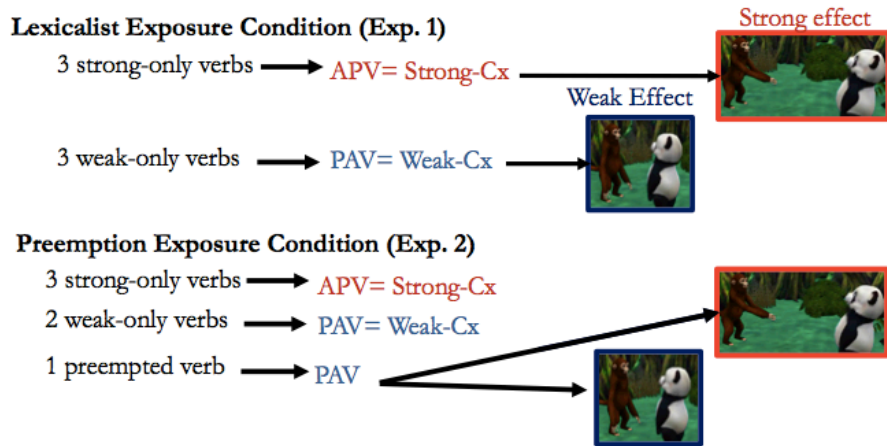 Strong effect
Lexicalist Exposure Condition (Exp. 1)
3 strong-only verbs APV= Strong-Cx
Weak Effect
3 weak-only verbs PAV= Weak-Cx
Preemption Exposure Condition (Exp. 2)
3 strong-only verbs APV= Strong-Cx
2 weak-only verbs PAV= Weak-Cx
1 preempted verb PAV